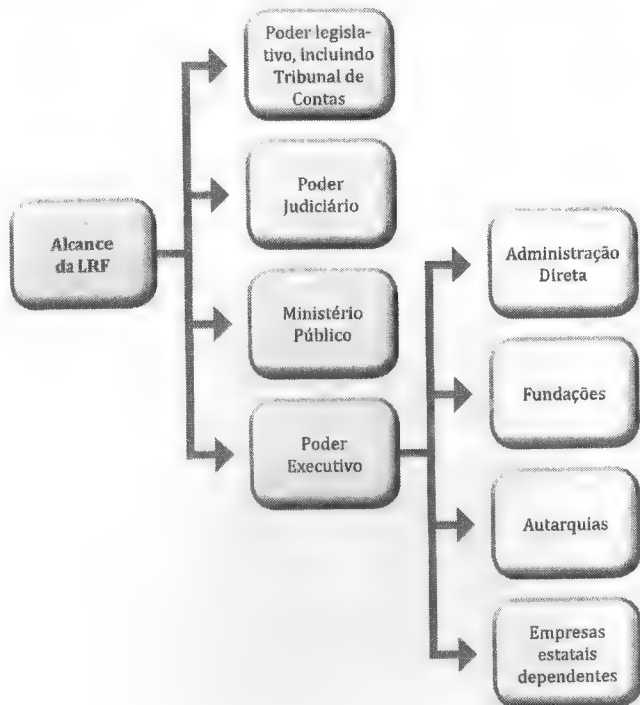 Poder legisla-
tivo, incluindo
Tribunal de
Contas
Poder
Judiciário
Alcance
da LRF
Ministério
Público
Poder
Executivo
Administração
Direta
Fundações
Autarquias
Empresas
estatais
dependentes